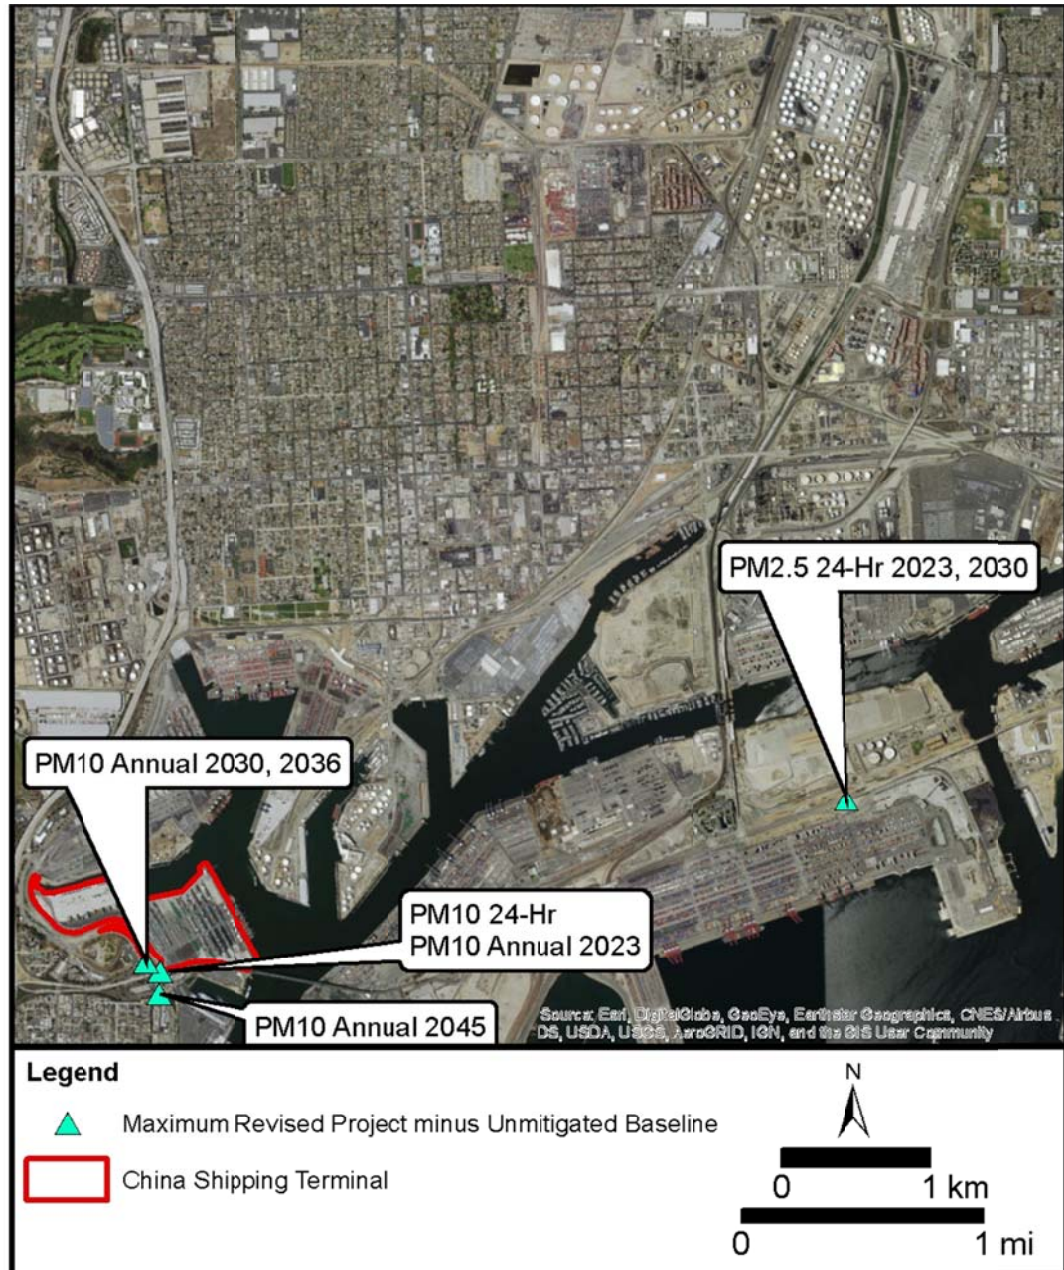 PM2.5 24-Hr 2023, 2030
PM10 Annual 2030, 2036
PM10 24-Hr
PM10 Annual 2023
PM10 Annual 2045
Source: Esri, DigitalGlobe, GeoEye, Earthstar Geographics, CNES/Airbus
DS, USDA, USGS, AeroGRID, IGN, and the GIS User Community
Legend
Maximum Revised Project minus Unmitigated Baseline
China Shipping Terminal
N
0 1 km
0 1 mi